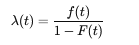 λ(t) = f(t) / (1 − F(t))